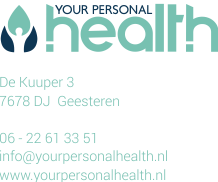 YOUR PERSONAL
health
De Kuuper 3
7678 DJ  Geesteren
06 - 22 61 33 51
info@yourpersonalhealth.nl
www.yourpersonalhealth.nl